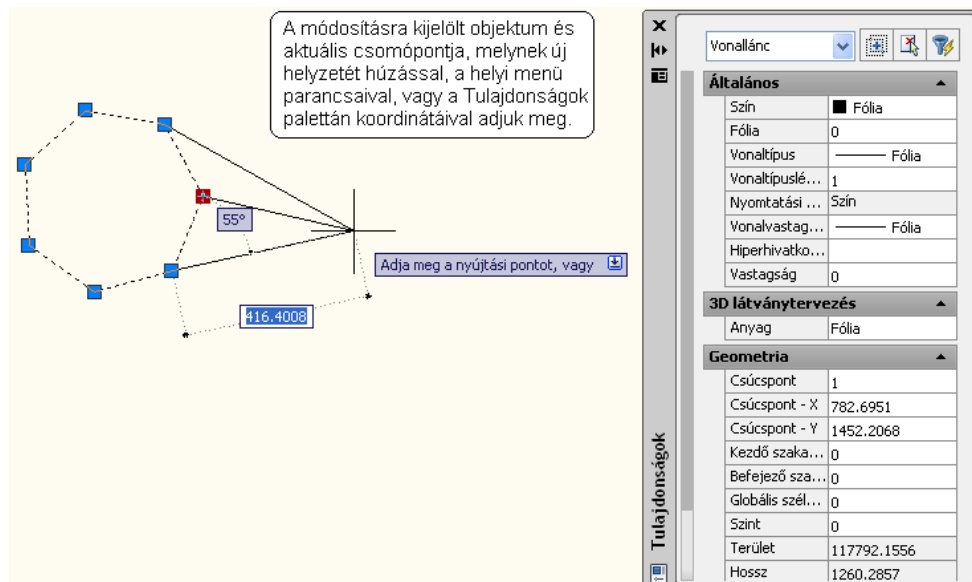 A módosításra kijelölt objektum és
aktuális csomópontja, melynek új
helyzetét húzással, a helyi menü
parancsaival, vagy a Tulajdonságok
palettán koordinátáival adjuk meg.
55°
Adja meg a nyújtási pontot, vagy
416.4008
Tulajdonságok
Vonallánc
Általános
Szín Fólia
Fólia 0
Vonaltípus Fólia
Vonaltípuslé... 1
Nyomtatási ... Szín
Vonalvastag... Fólia
Hiperhivatko...
Vastagság 0
3D látványtervezés
Anyag Fólia
Geometria
Csúcspont 1
Csúcspont - X 782.6951
Csúcspont - Y 1452.2068
Kezdő szaka... 0
Befejező sza... 0
Globális szél... 0
Szint 0
Terület 117792.1556
Hossz 1260.2857